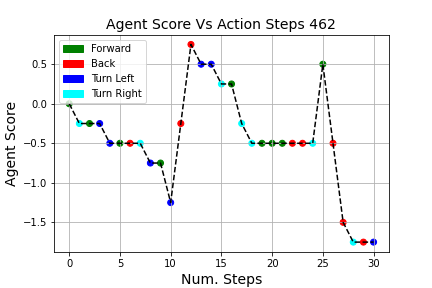 Agent Score Vs Action Steps 462
Forward
Back
Turn Left
Turn Right
Agent Score
0.5
0.0
−0.5
−1.0
−1.5
0 5 10 15 20 25 30
Num. Steps